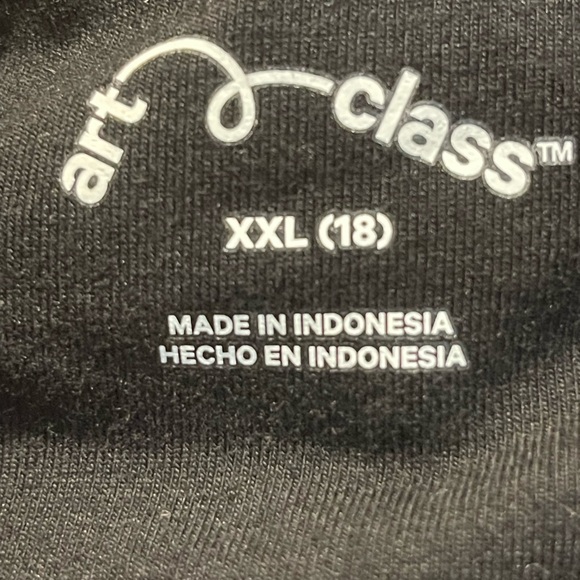 art class™
XXL (18)
MADE IN INDONESIA
HECHO EN INDONESIA